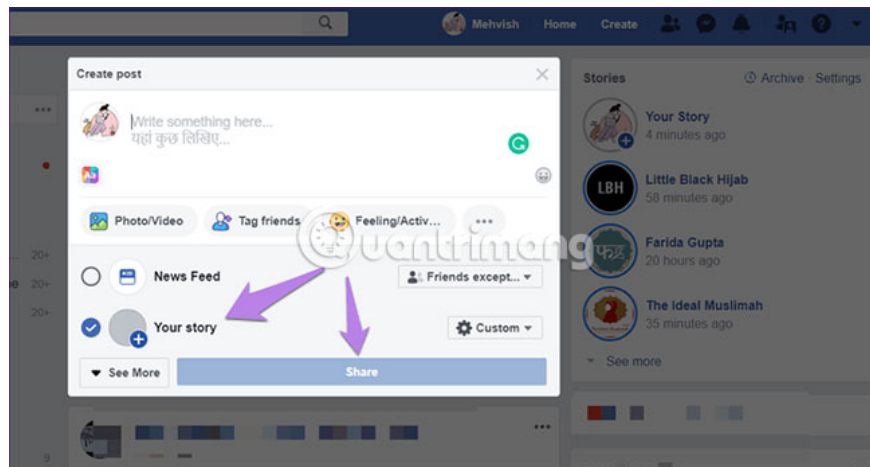 Mehvish Home Create
Create post
Write something here...
यहां कुछ लिखिए...
Photo/Video Tag friends Feeling/Activ...
News Feed Friends except...
Your story Custom
See More Share
Quantrimang
20+
20+
20+
9
Stories Archive · Settings
Your Story
4 minutes ago
LBH
Little Black Hijab
58 minutes ago
Farida Gupta
20 hours ago
The Ideal Muslimah
35 minutes ago
See more